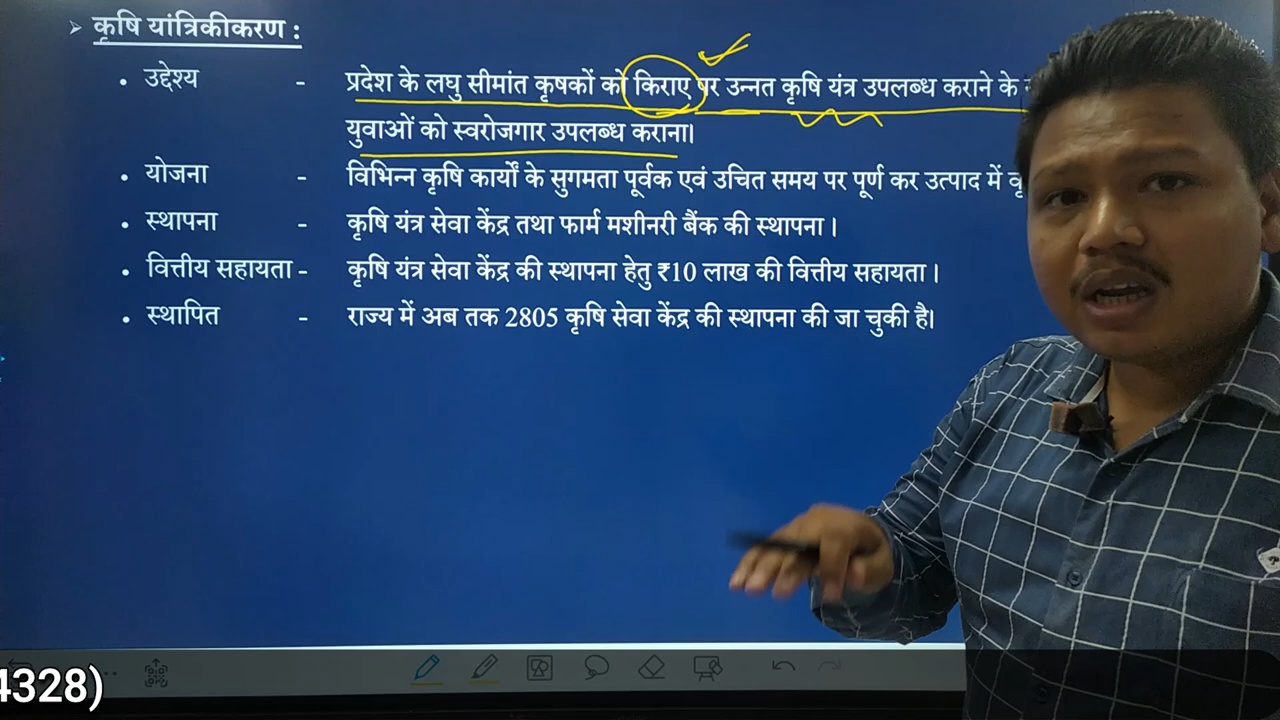 ➢ कृषि यांत्रिकीकरण :
• उद्देश्य - प्रदेश के लघु सीमांत कृषकों को किराए पर उन्नत कृषि यंत्र उपलब्ध कराने के
युवाओं को स्वरोजगार उपलब्ध कराना।
• योजना - विभिन्न कृषि कार्यों के सुगमता पूर्वक एवं उचित समय पर पूर्ण कर उत्पाद में
• स्थापना - कृषि यंत्र सेवा केंद्र तथा फार्म मशीनरी बैंक की स्थापना।
• वित्तीय सहायता - कृषि यंत्र सेवा केंद्र की स्थापना हेतु ₹10 लाख की वित्तीय सहायता।
• स्थापित - राज्य में अब तक 2805 कृषि सेवा केंद्र की स्थापना की जा चुकी है।
4328)